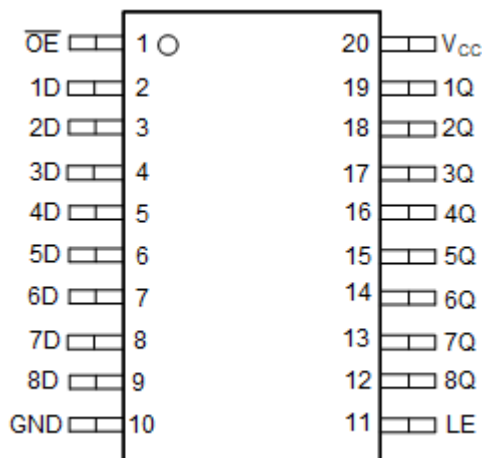 O̅E̅ 1 20 VCC
1D 2 19 1Q
2D 3 18 2Q
3D 4 17 3Q
4D 5 16 4Q
5D 6 15 5Q
6D 7 14 6Q
7D 8 13 7Q
8D 9 12 8Q
GND 10 11 LE